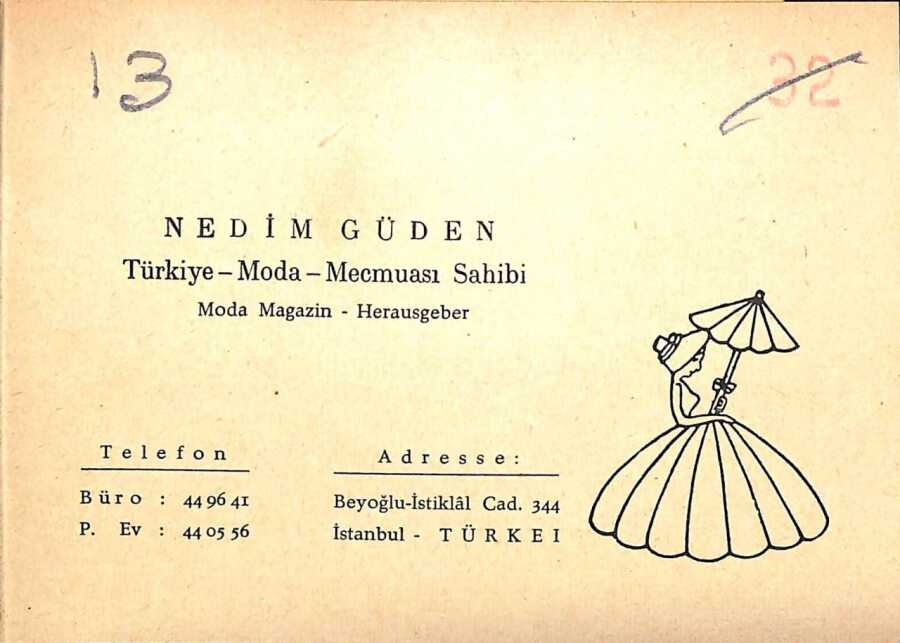 13
32
NEDİM GÜDEN
Türkiye – Moda – Mecmuası Sahibi
Moda Magazin - Herausgeber
Telefon
Büro : 44 96 41
P. Ev : 44 05 56
Adresse:
Beyoğlu-İstiklâl Cad. 344
İstanbul - TÜRKEI